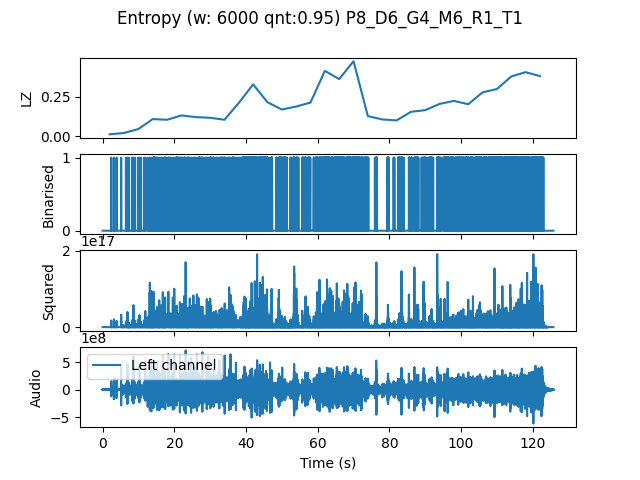 Entropy (w: 6000 qnt:0.95) P8_D6_G4_M6_R1_T1
LZ
0.25
0.00
Binarised
1
0
1e17
Squared
2
0
1e8
Audio
5
0
−5
Left channel
0 20 40 60 80 100 120
Time (s)